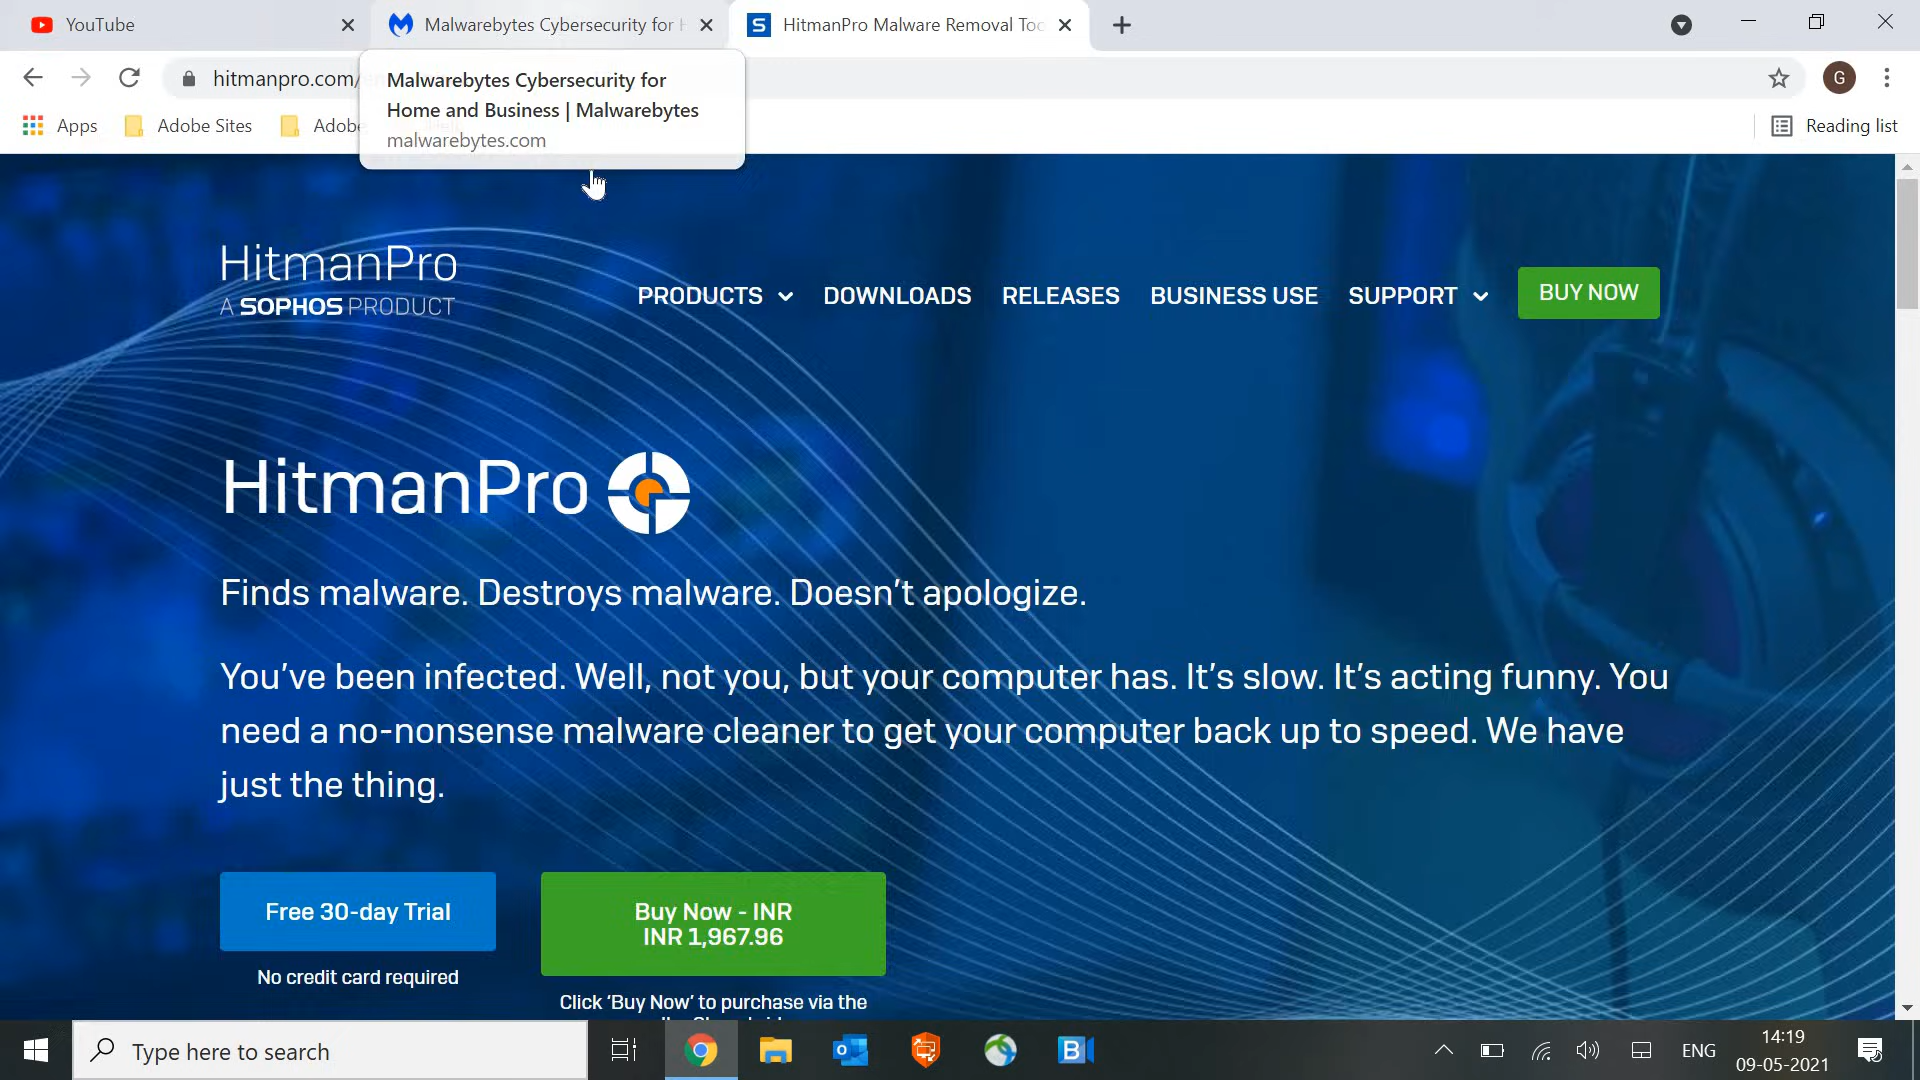 YouTube
Malwarebytes Cybersecurity for H
HitmanPro Malware Removal Too
hitmanpro.com/
G
Malwarebytes Cybersecurity for
Home and Business | Malwarebytes
malwarebytes.com
Apps
Adobe Sites
Adobe
Reading list
HitmanPro
A SOPHOS PRODUCT
PRODUCTS
DOWNLOADS
RELEASES
BUSINESS USE
SUPPORT
BUY NOW
HitmanPro
Finds malware. Destroys malware. Doesn't apologize.
You've been infected. Well, not you, but your computer has. It's slow. It's acting funny. You
need a no-nonsense malware cleaner to get your computer back up to speed. We have
just the thing.
Free 30-day Trial
No credit card required
Buy Now - INR
INR 1,967.96
Click 'Buy Now' to purchase via the
Type here to search
ENG
14:19
09-05-2021